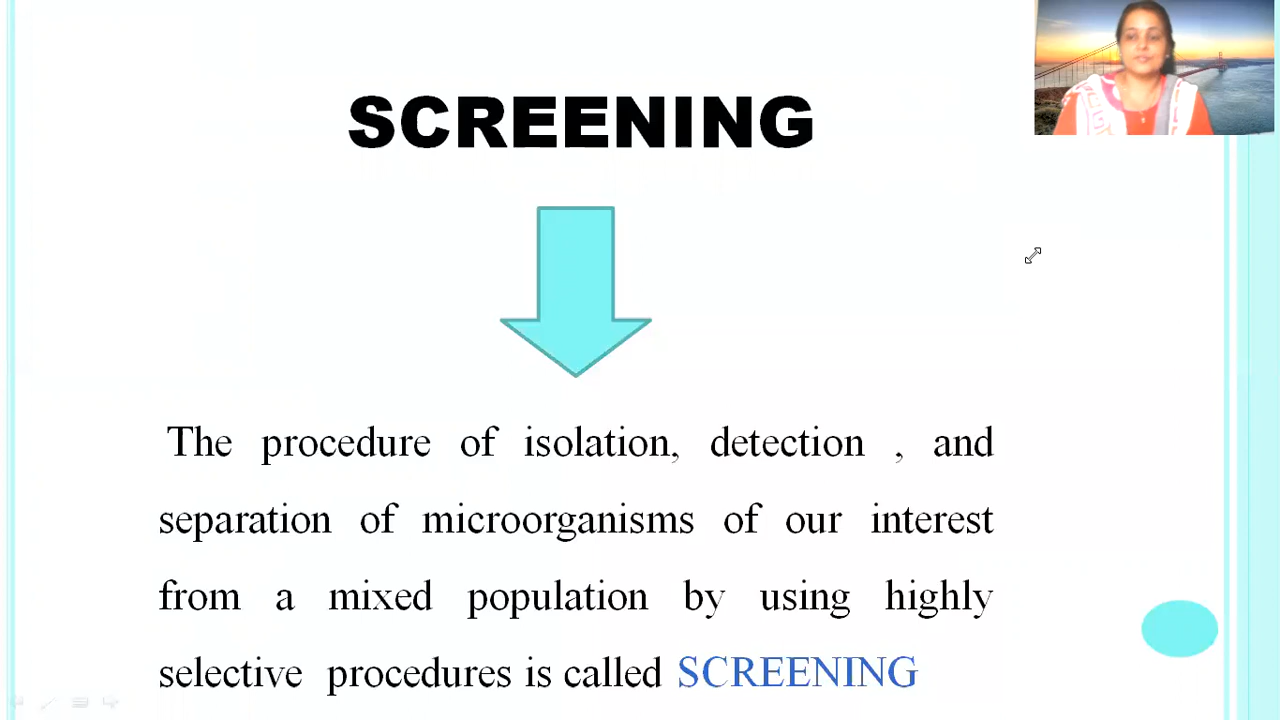 SCREENING
The procedure of isolation, detection , and
separation of microorganisms of our interest
from a mixed population by using highly
selective procedures is called SCREENING